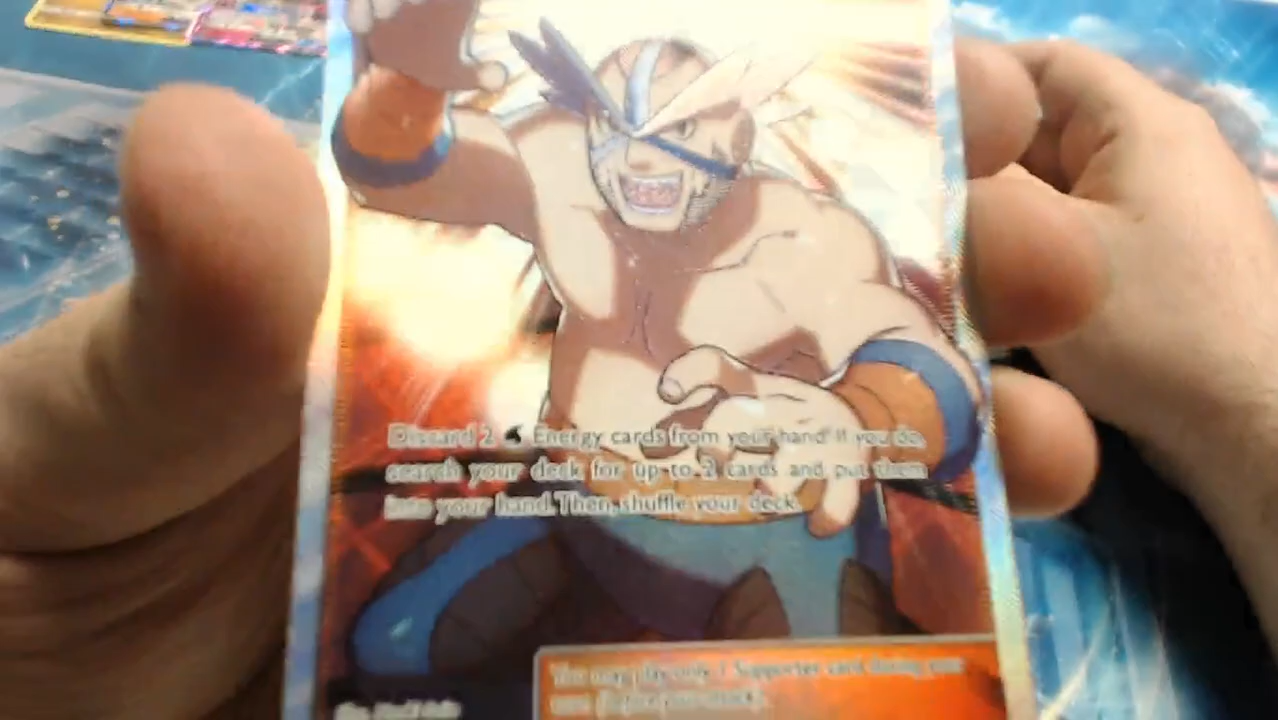 Discard 2 Energy cards from your hand. If you do,
search your deck for up to 2 cards and put them
into your hand. Then, shuffle your deck.
You may play only 1 Supporter card during your
turn (before your attack).